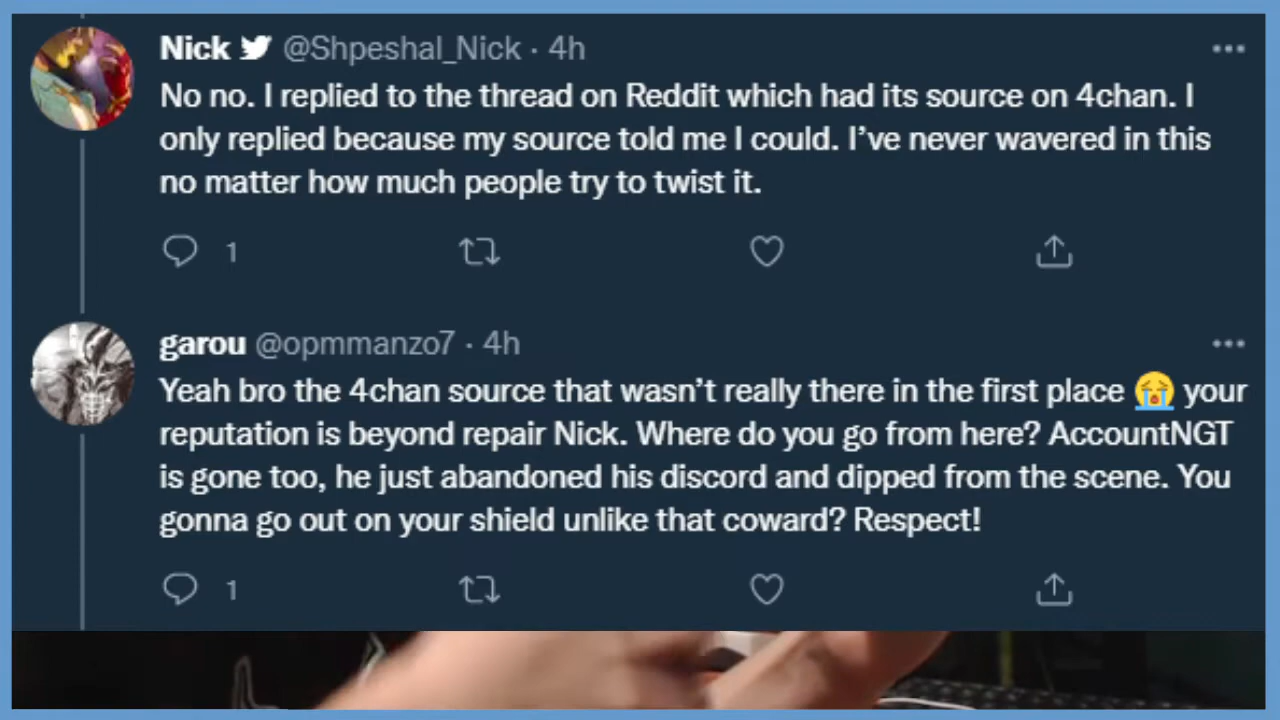 Nick @Shpeshal_Nick · 4h
No no. I replied to the thread on Reddit which had its source on 4chan. I
only replied because my source told me I could. I’ve never wavered in this
no matter how much people try to twist it.
1
garou @opmmanzo7 · 4h
Yeah bro the 4chan source that wasn’t really there in the first place 😭 your
reputation is beyond repair Nick. Where do you go from here? AccountNGT
is gone too, he just abandoned his discord and dipped from the scene. You
gonna go out on your shield unlike that coward? Respect!
1